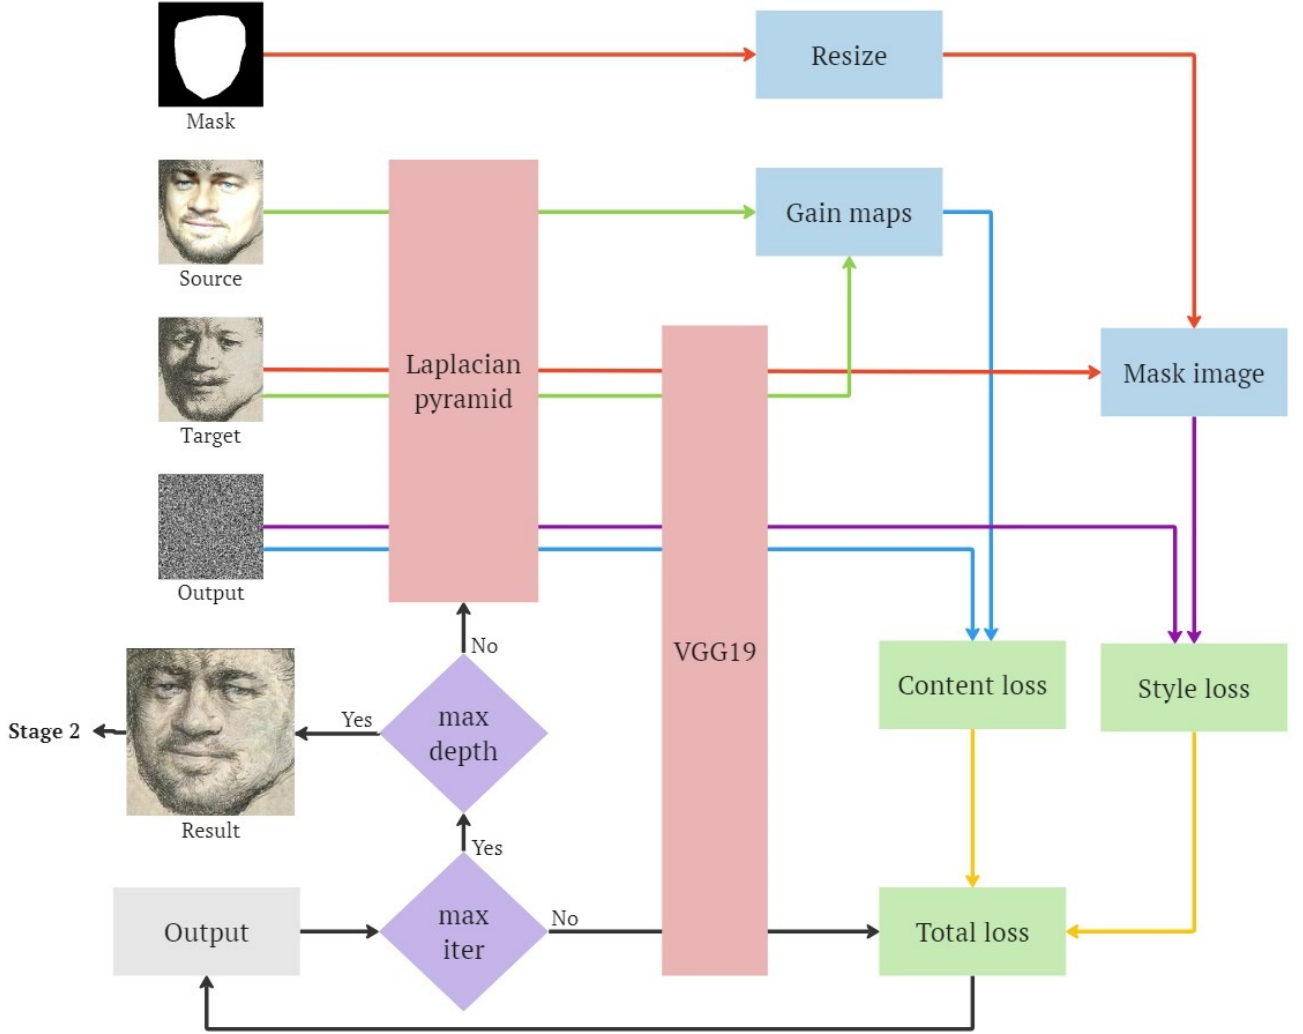 Mask
Resize
Source
Gain maps
Laplacian
pyramid
Target
Mask image
Output
No
VGG19
Content loss
Style loss
Stage 2
Yes
max
depth
Result
Yes
Output
max
iter
No
Total loss